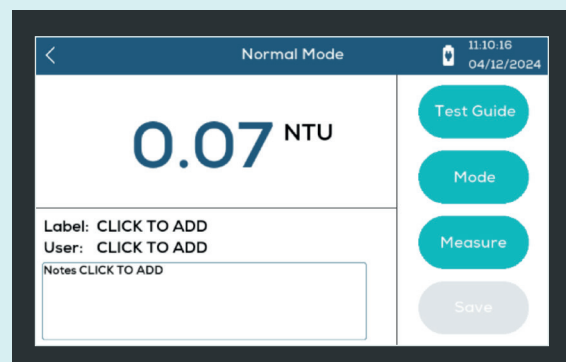 Normal Mode
11:10:16
04/12/2024
0.07 NTU
Label: CLICK TO ADD
User: CLICK TO ADD
Notes CLICK TO ADD
Test Guide
Mode
Measure
Save